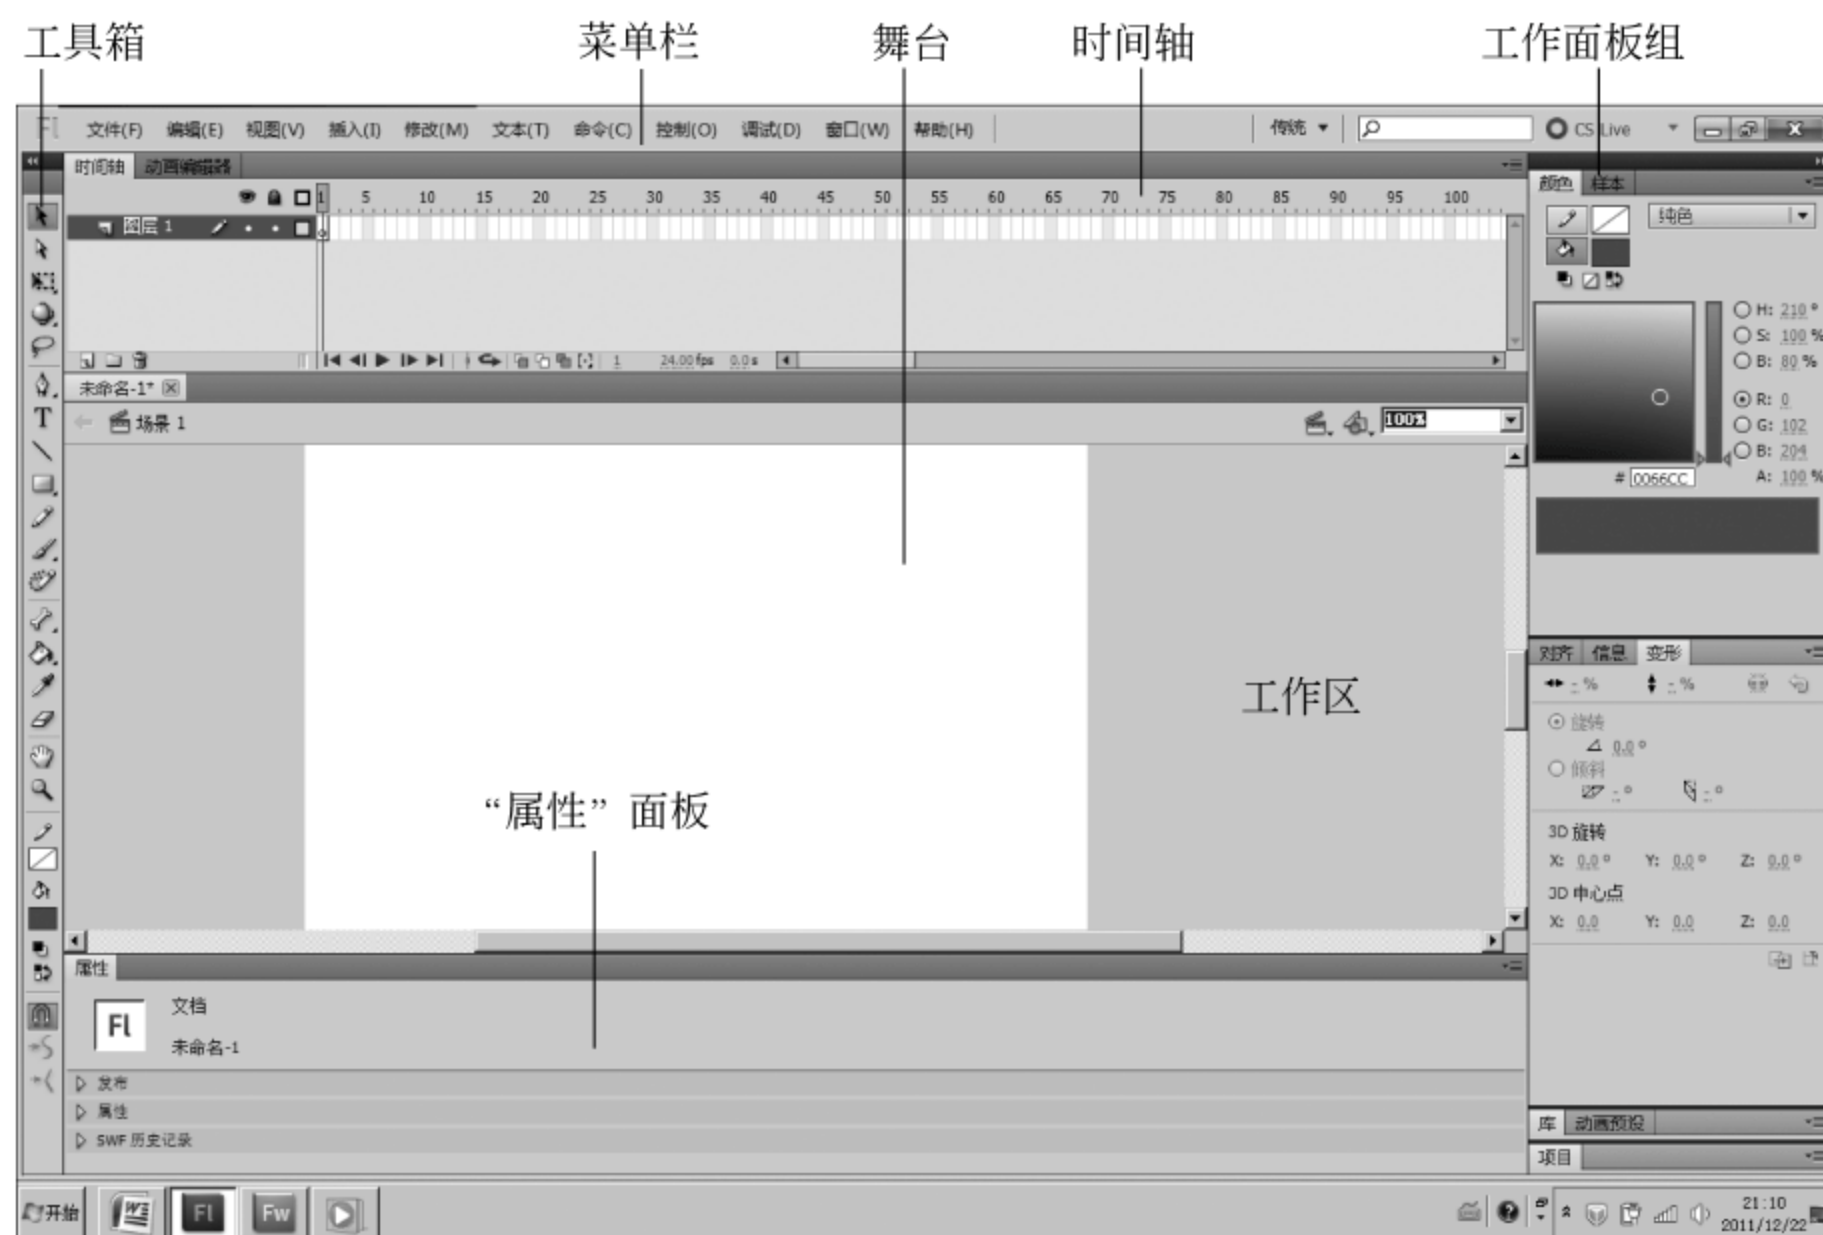 工具箱 菜单栏 舞台 时间轴 工作面板组
Fl 文件(F) 编辑(E) 视图(V) 插入(I) 修改(M) 文本(T) 命令(C) 控制(O) 调试(D) 窗口(W) 帮助(H) 传统 CS Live
时间轴 动画编辑器
1 5 10 15 20 25 30 35 40 45 50 55 60 65 70 75 80 85 90 95 100
图层 1
1 24.00 fps 0.0 s
未命名-1*
场景 1 100%
颜色 样本
纯色
H: 210 °
S: 100 %
B: 80 %
R: 0
G: 102
B: 204
# 0066CC A: 100 %
T
工作区
“属性” 面板
对齐 信息 变形
- % - %
旋转
0.0 °
倾斜
- ° - °
3D 旋转
X: 0.0 ° Y: 0.0 ° Z: 0.0 °
3D 中心点
X: 0.0 Y: 0.0 Z: 0.0
属性
Fl 文档
未命名-1
发布
属性
SWF 历史记录
库 动画预设
项目
开始 W Fl Fw 21:10
2011/12/22